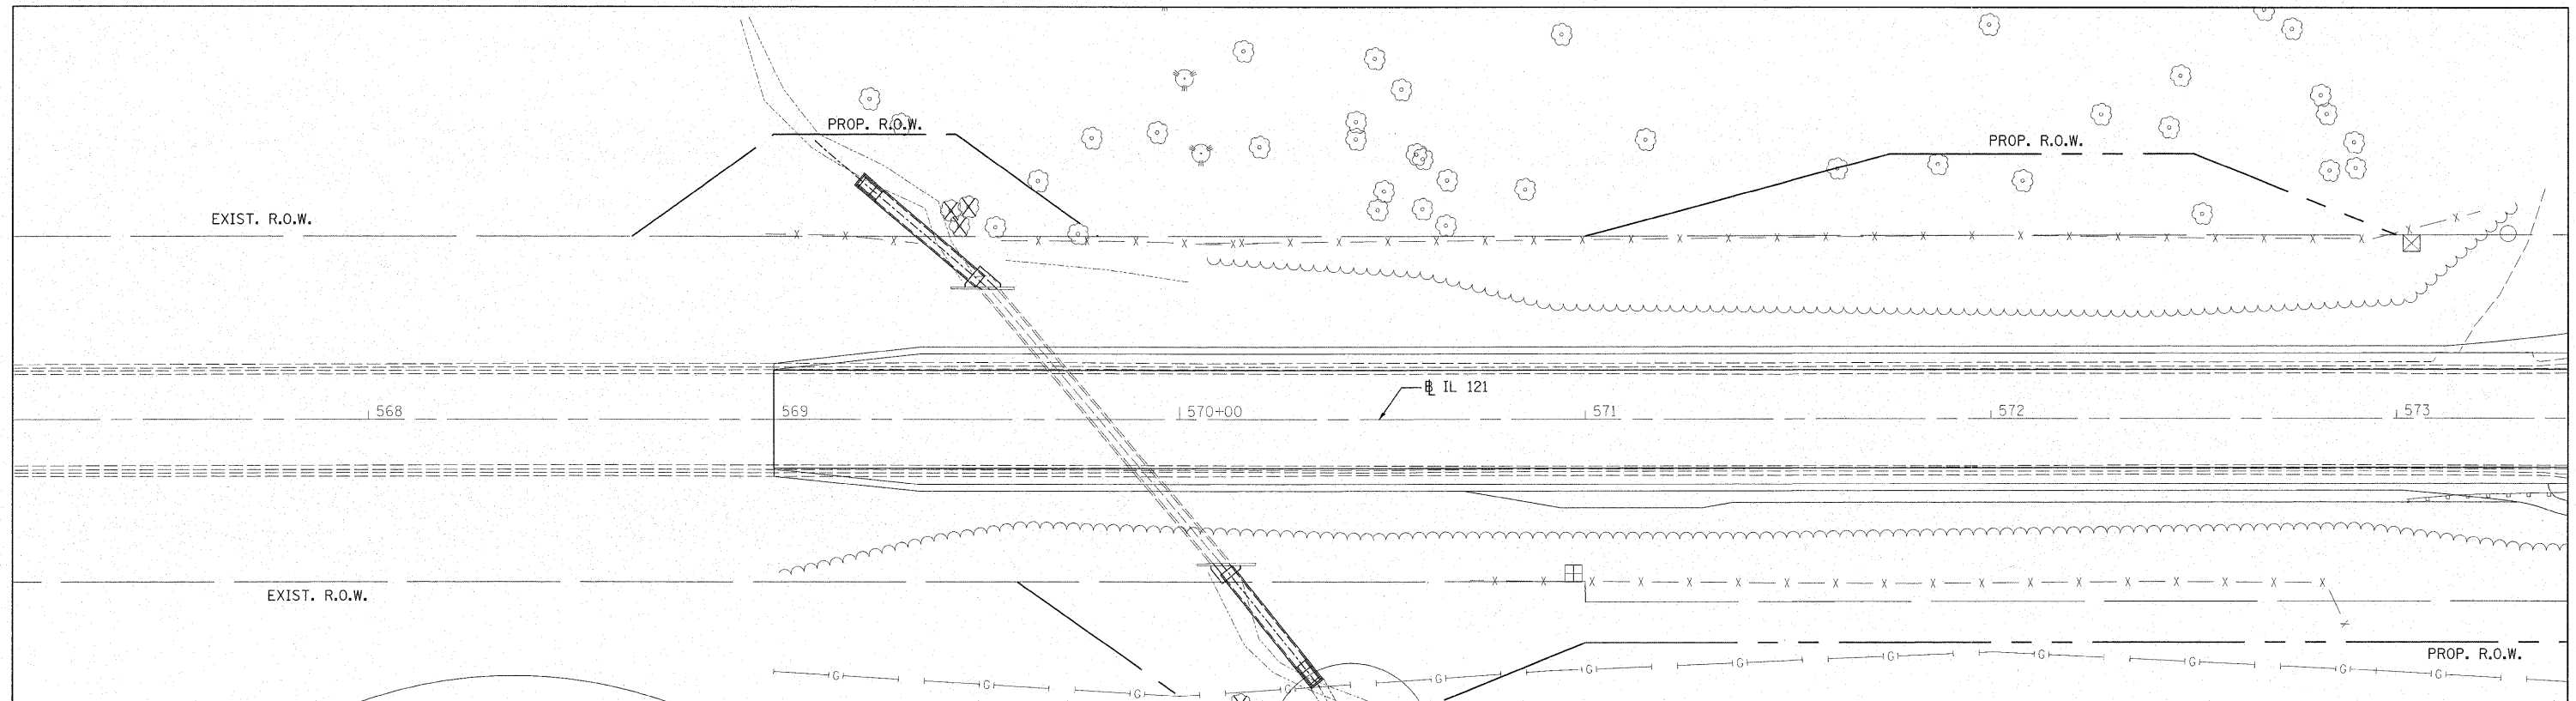 PROP. R.O.W.
PROP. R.O.W.
EXIST. R.O.W.
℄ IL 121
568
569
570+00
571
572
573
EXIST. R.O.W.
PROP. R.O.W.
X X X X X X X X X X X X X X X X X X X X X X X X X X X X X X X
X X X X X X X X X X X X X X X X X X X
G G G G G G G G G G G G